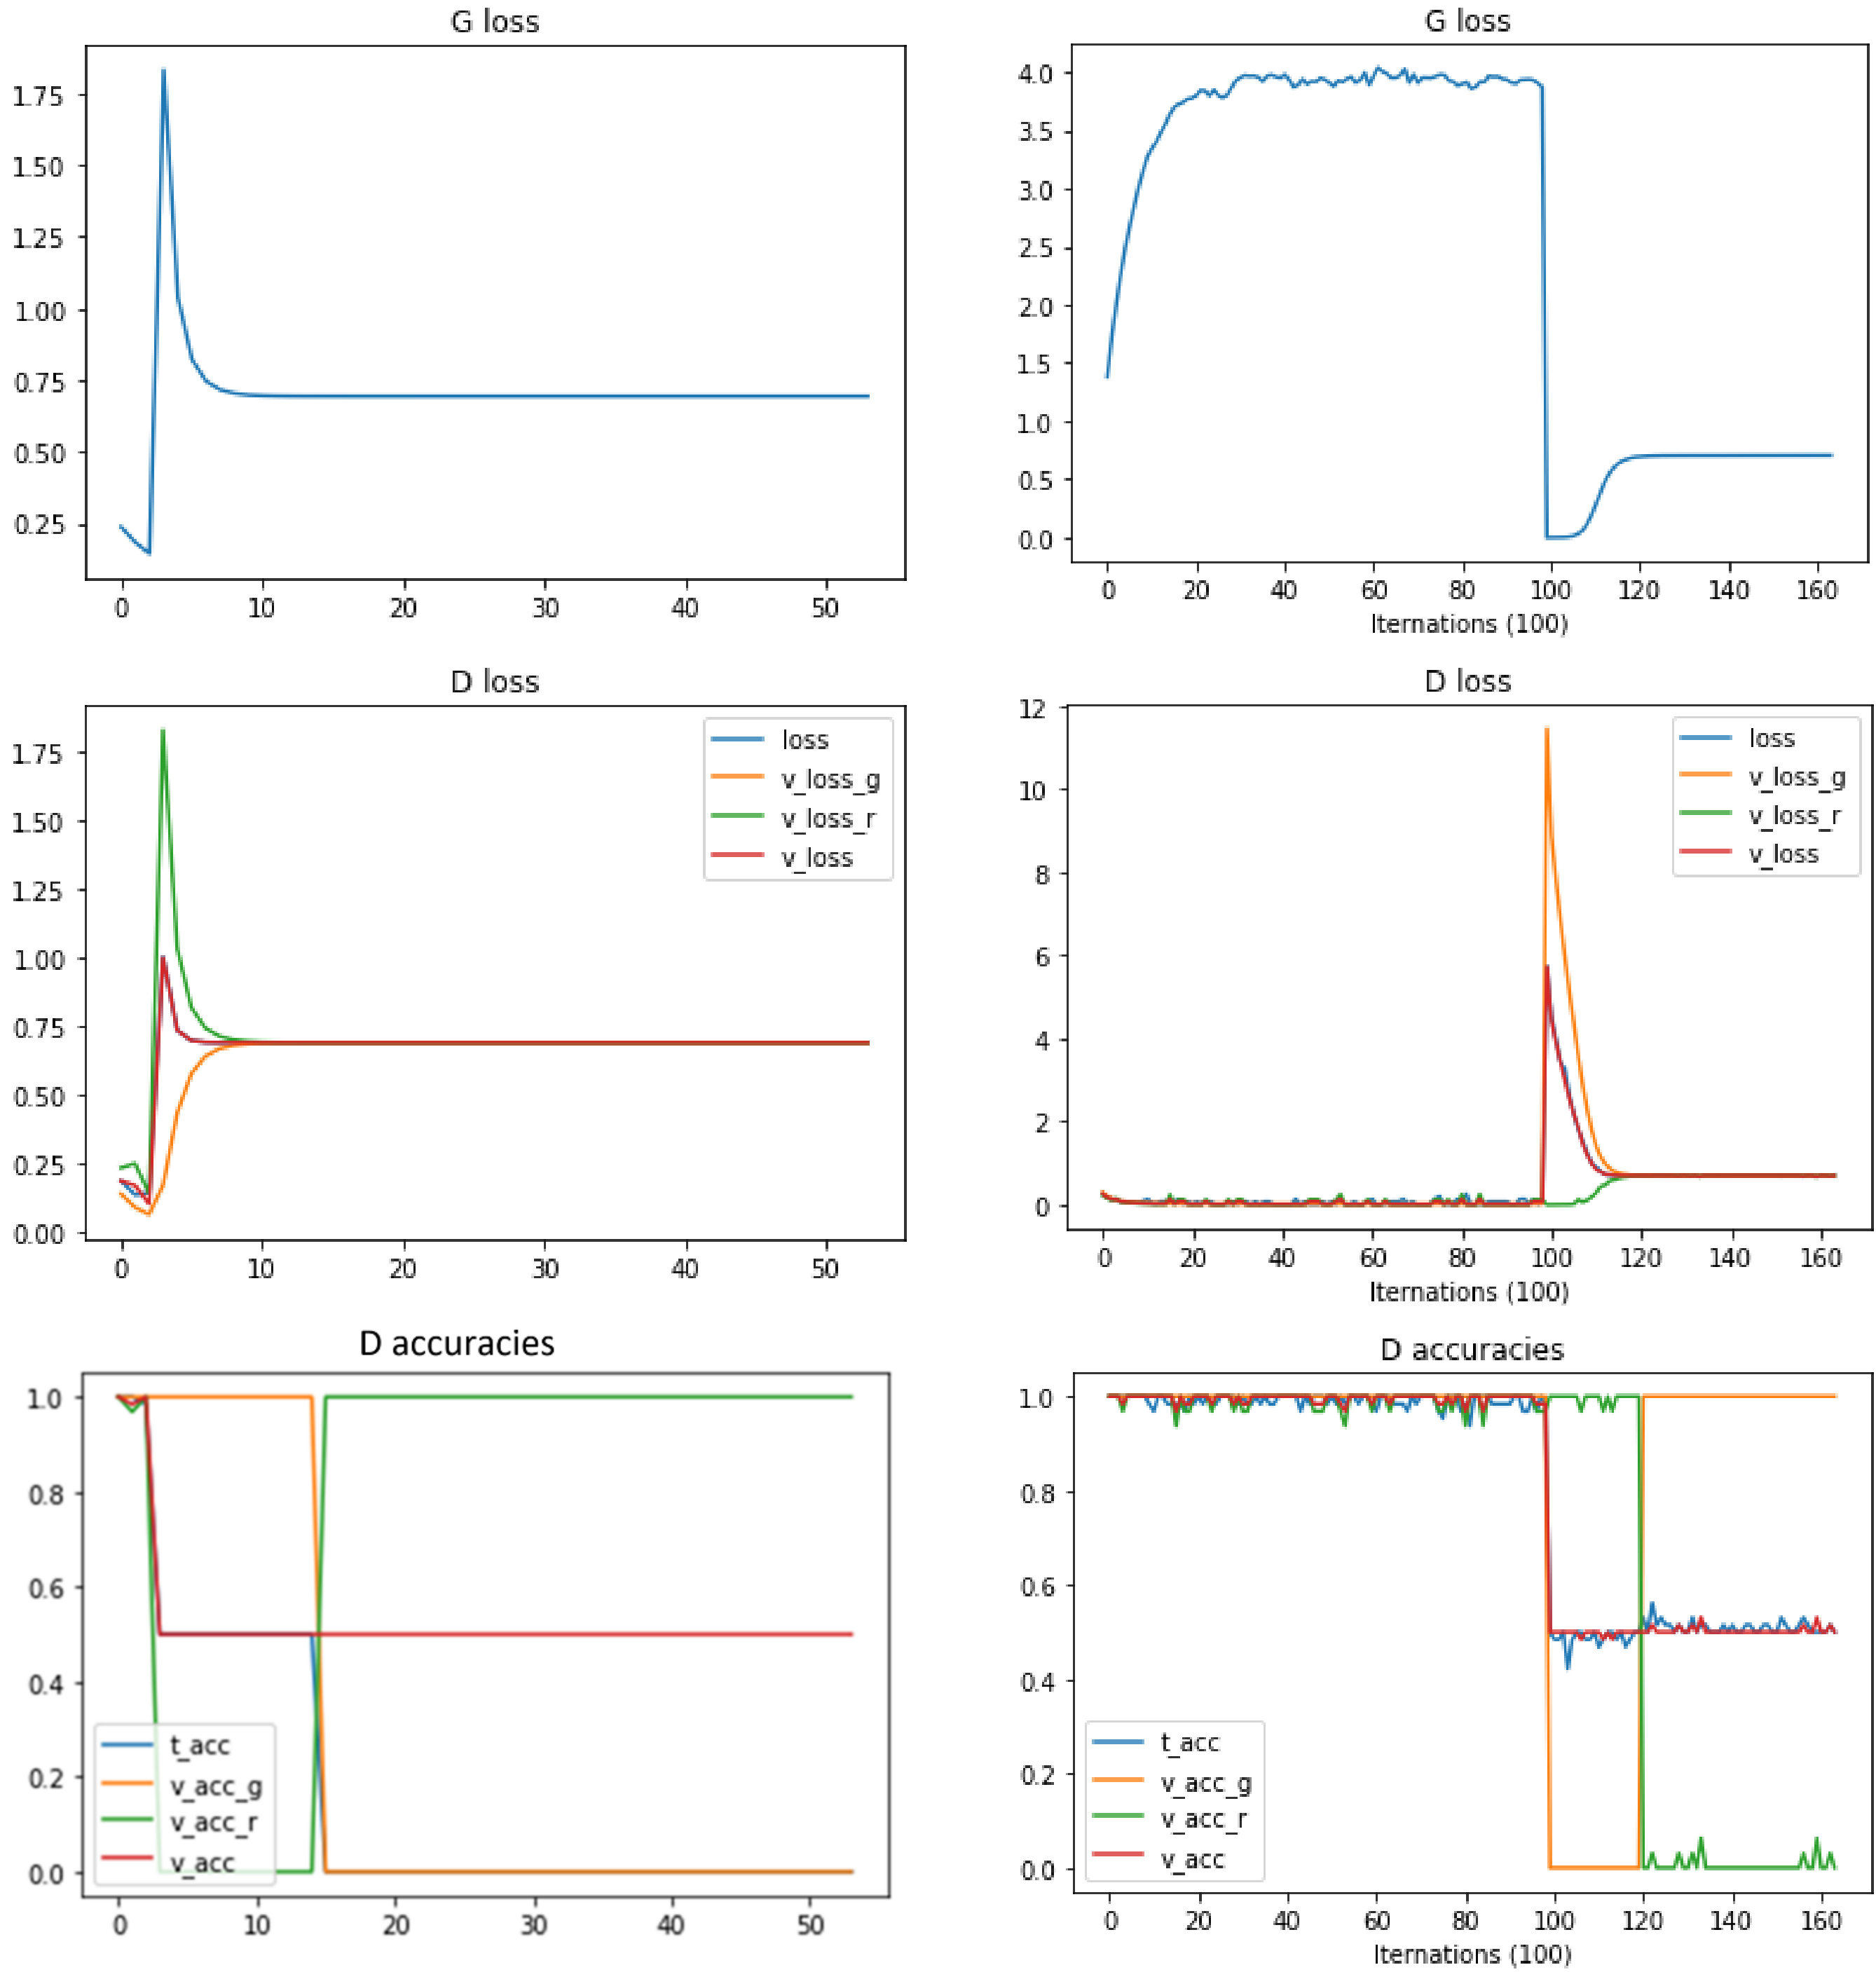 G loss
1.75
1.50
1.25
1.00
0.75
0.50
0.25
0 10 20 30 40 50
G loss
4.0
3.5
3.0
2.5
2.0
1.5
1.0
0.5
0.0
0 20 40 60 80 100 120 140 160
Iternations (100)
D loss
1.75
1.50
1.25
1.00
0.75
0.50
0.25
0.00
loss
v_loss_g
v_loss_r
v_loss
0 10 20 30 40 50
D loss
12
10
8
6
4
2
0
loss
v_loss_g
v_loss_r
v_loss
0 20 40 60 80 100 120 140 160
Iternations (100)
D accuracies
1.0
0.8
0.6
0.4
0.2
0.0
t_acc
v_acc_g
v_acc_r
v_acc
0 10 20 30 40 50
D accuracies
1.0
0.8
0.6
0.4
0.2
0.0
t_acc
v_acc_g
v_acc_r
v_acc
0 20 40 60 80 100 120 140 160
Iternations (100)